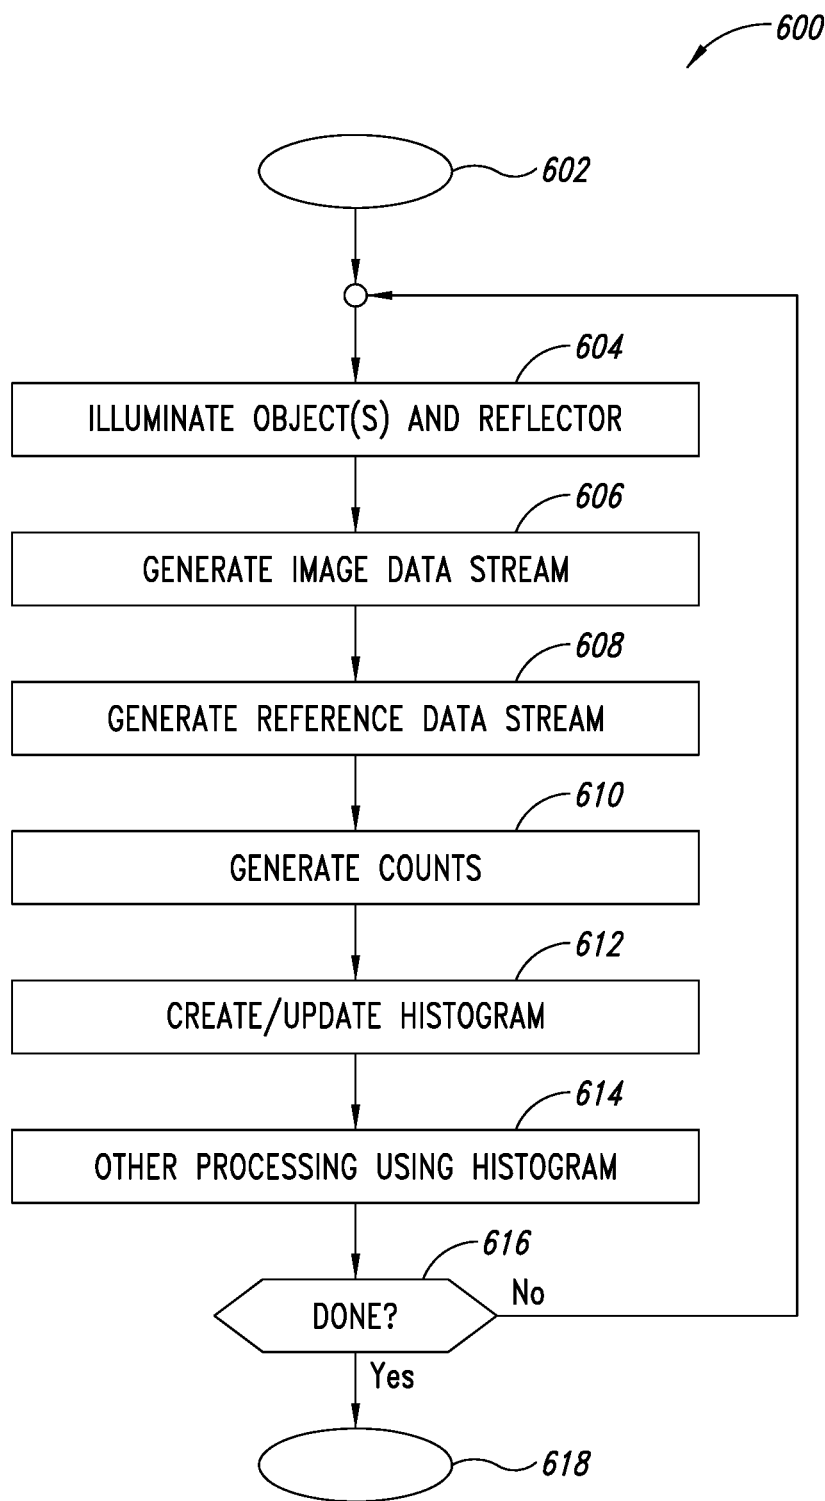 600
602
604
ILLUMINATE OBJECT(S) AND REFLECTOR
606
GENERATE IMAGE DATA STREAM
608
GENERATE REFERENCE DATA STREAM
610
GENERATE COUNTS
612
CREATE/UPDATE HISTOGRAM
614
OTHER PROCESSING USING HISTOGRAM
616
DONE?
No
Yes
618